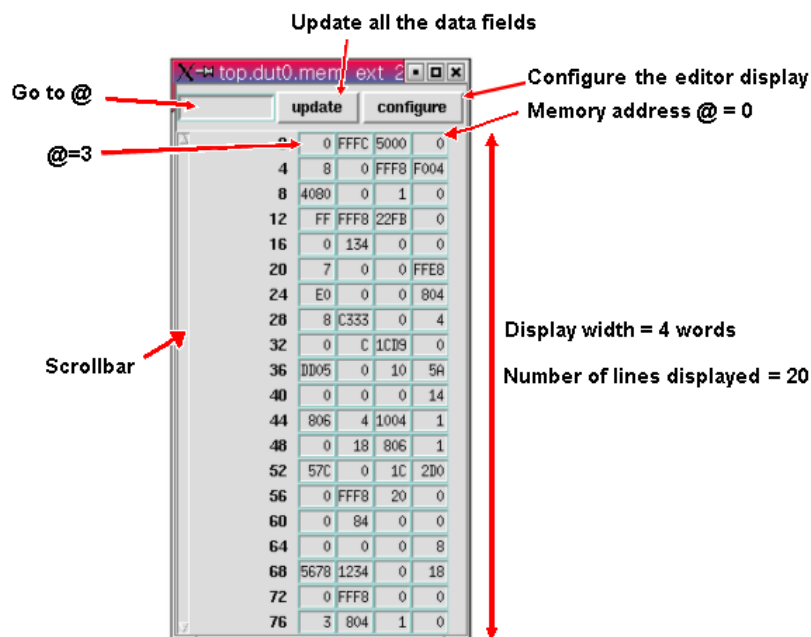 Update all the data fields
top.dut0.mem_ext_2
Go to @
update
configure
Configure the editor display
Memory address @ = 0
@=3
0 0 FFFC 5000 0
4 8 0 FFF8 F004
8 4080 0 1 0
12 FF FFF8 22FB 0
16 0 134 0 0
20 7 0 0 FFE8
24 E0 0 0 804
28 8 C333 0 4
32 0 C 1CD9 0
36 DD05 0 10 5A
40 0 0 0 14
44 806 4 1004 1
48 0 18 806 1
52 57C 0 1C 2D0
56 0 FFF8 20 0
60 0 84 0 0
64 0 0 0 8
68 5678 1234 0 18
72 0 FFF8 0 0
76 3 804 1 0
Scrollbar
Display width = 4 words
Number of lines displayed = 20